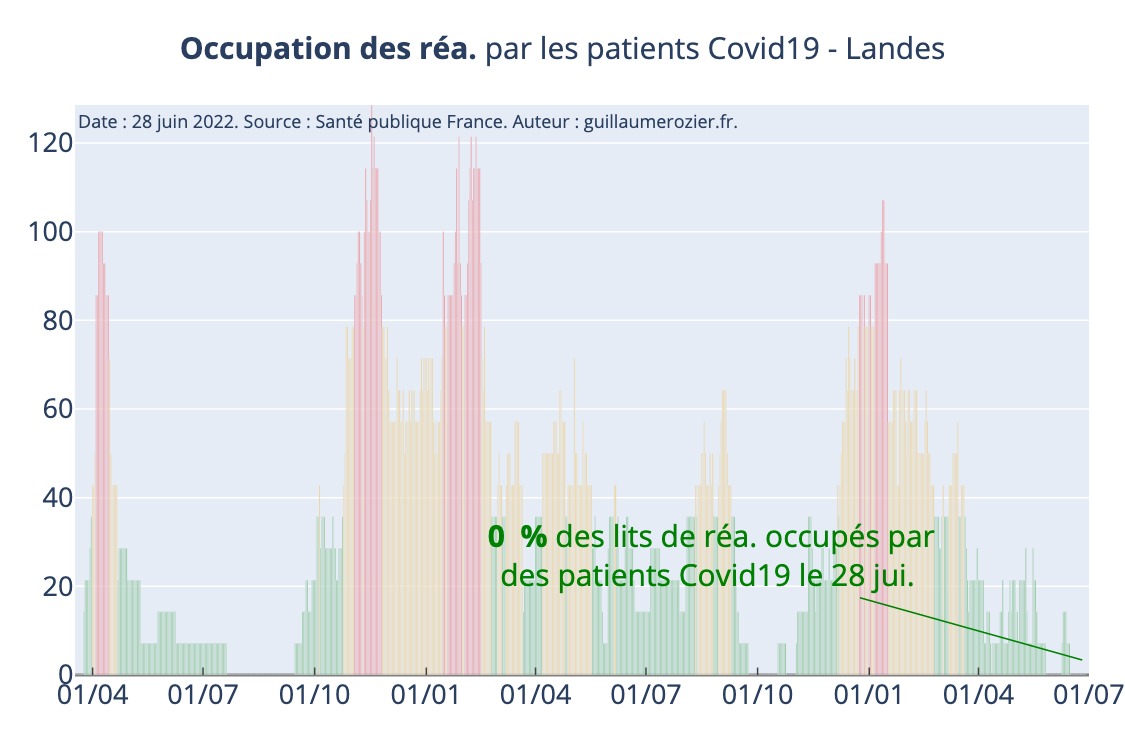 Occupation des réa. par les patients Covid19 - Landes
Date : 28 juin 2022. Source : Santé publique France. Auteur : guillaumerozier.fr.
120
100
80
60
40
20
0
0 % des lits de réa. occupés par
des patients Covid19 le 28 jui.
01/04 01/07 01/10 01/01 01/04 01/07 01/10 01/01 01/04 01/07